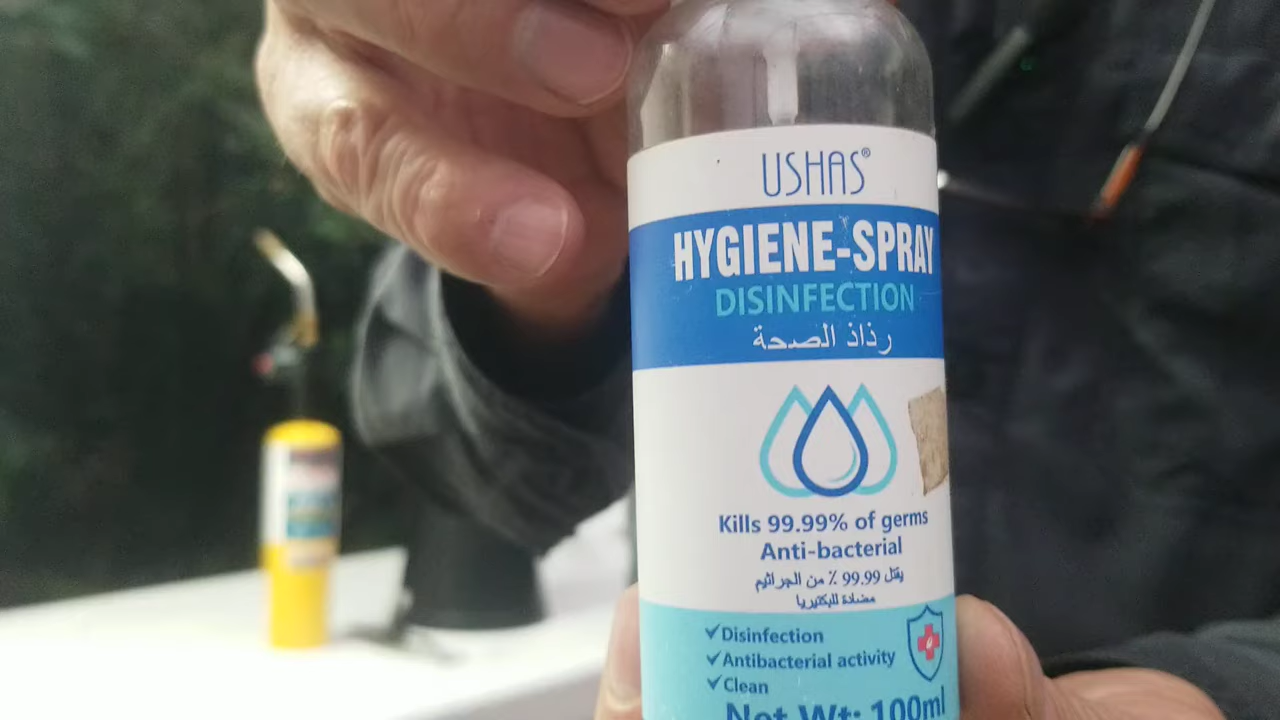 USHAS®
HYGIENE-SPRAY
DISINFECTION
رذاذ الصحة
Kills 99.99% of germs
Anti-bacterial
يقتل 99.99 ٪ من الجراثيم
مضادة للبكتيريا
✓Disinfection
✓Antibacterial activity
✓Clean
Net Wt: 100ml